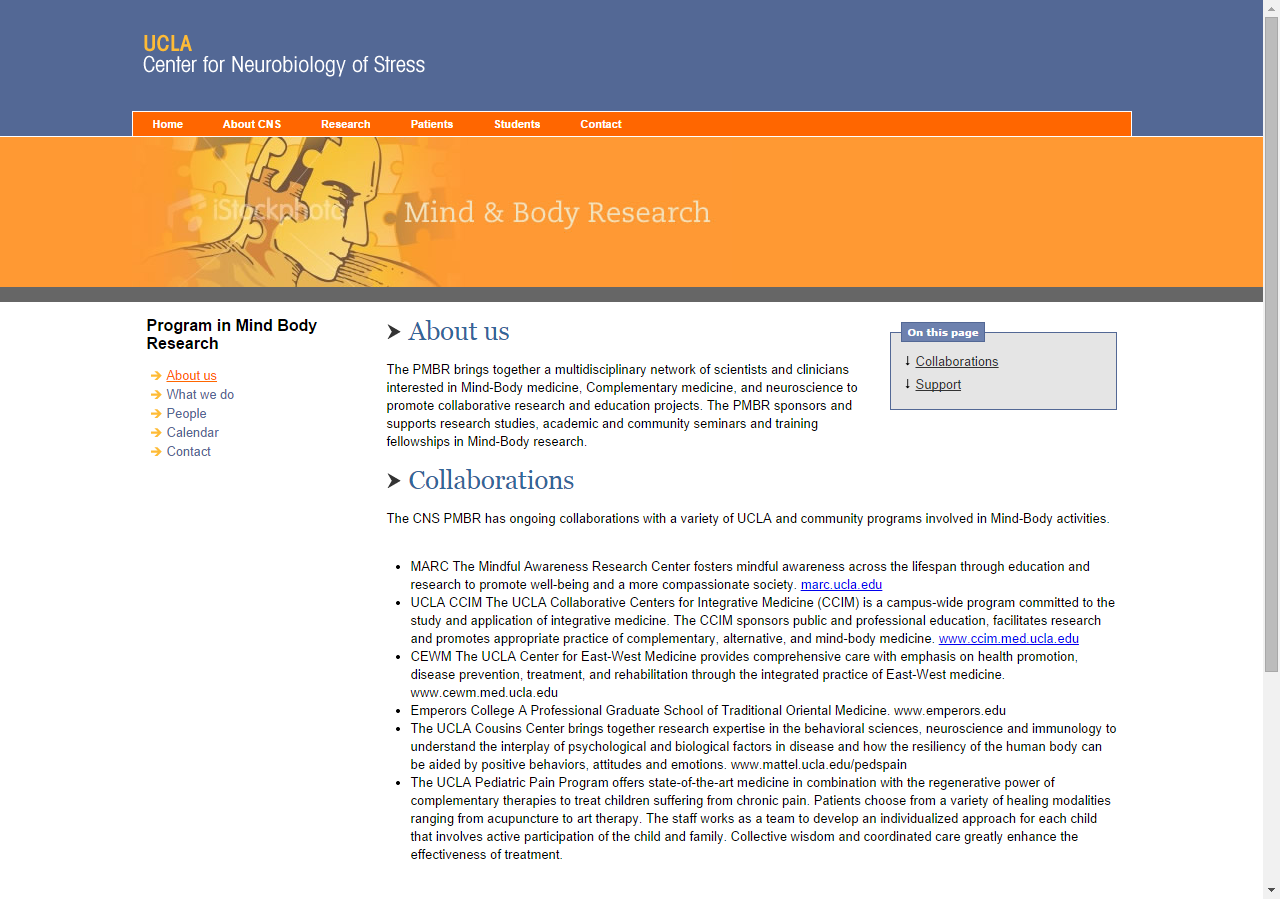 UCLA
Center for Neurobiology of Stress
Home About CNS Research Patients Students Contact
iStockphoto
Mind & Body Research
Program in Mind Body
Research
About us
What we do
People
Calendar
Contact
About us
The PMBR brings together a multidisciplinary network of scientists and clinicians
interested in Mind-Body medicine, Complementary medicine, and neuroscience to
promote collaborative research and education projects. The PMBR sponsors and
supports research studies, academic and community seminars and training
fellowships in Mind-Body research.
On this page
↓ Collaborations
↓ Support
Collaborations
The CNS PMBR has ongoing collaborations with a variety of UCLA and community programs involved in Mind-Body activities.
• MARC The Mindful Awareness Research Center fosters mindful awareness across the lifespan through education and
research to promote well-being and a more compassionate society. marc.ucla.edu
• UCLA CCIM The UCLA Collaborative Centers for Integrative Medicine (CCIM) is a campus-wide program committed to the
study and application of integrative medicine. The CCIM sponsors public and professional education, facilitates research
and promotes appropriate practice of complementary, alternative, and mind-body medicine. www.ccim.med.ucla.edu
• CEWM The UCLA Center for East-West Medicine provides comprehensive care with emphasis on health promotion,
disease prevention, treatment, and rehabilitation through the integrated practice of East-West medicine.
www.cewm.med.ucla.edu
• Emperors College A Professional Graduate School of Traditional Oriental Medicine. www.emperors.edu
• The UCLA Cousins Center brings together research expertise in the behavioral sciences, neuroscience and immunology to
understand the interplay of psychological and biological factors in disease and how the resiliency of the human body can
be aided by positive behaviors, attitudes and emotions. www.mattel.ucla.edu/pedspain
• The UCLA Pediatric Pain Program offers state-of-the-art medicine in combination with the regenerative power of
complementary therapies to treat children suffering from chronic pain. Patients choose from a variety of healing modalities
ranging from acupuncture to art therapy. The staff works as a team to develop an individualized approach for each child
that involves active participation of the child and family. Collective wisdom and coordinated care greatly enhance the
effectiveness of treatment.